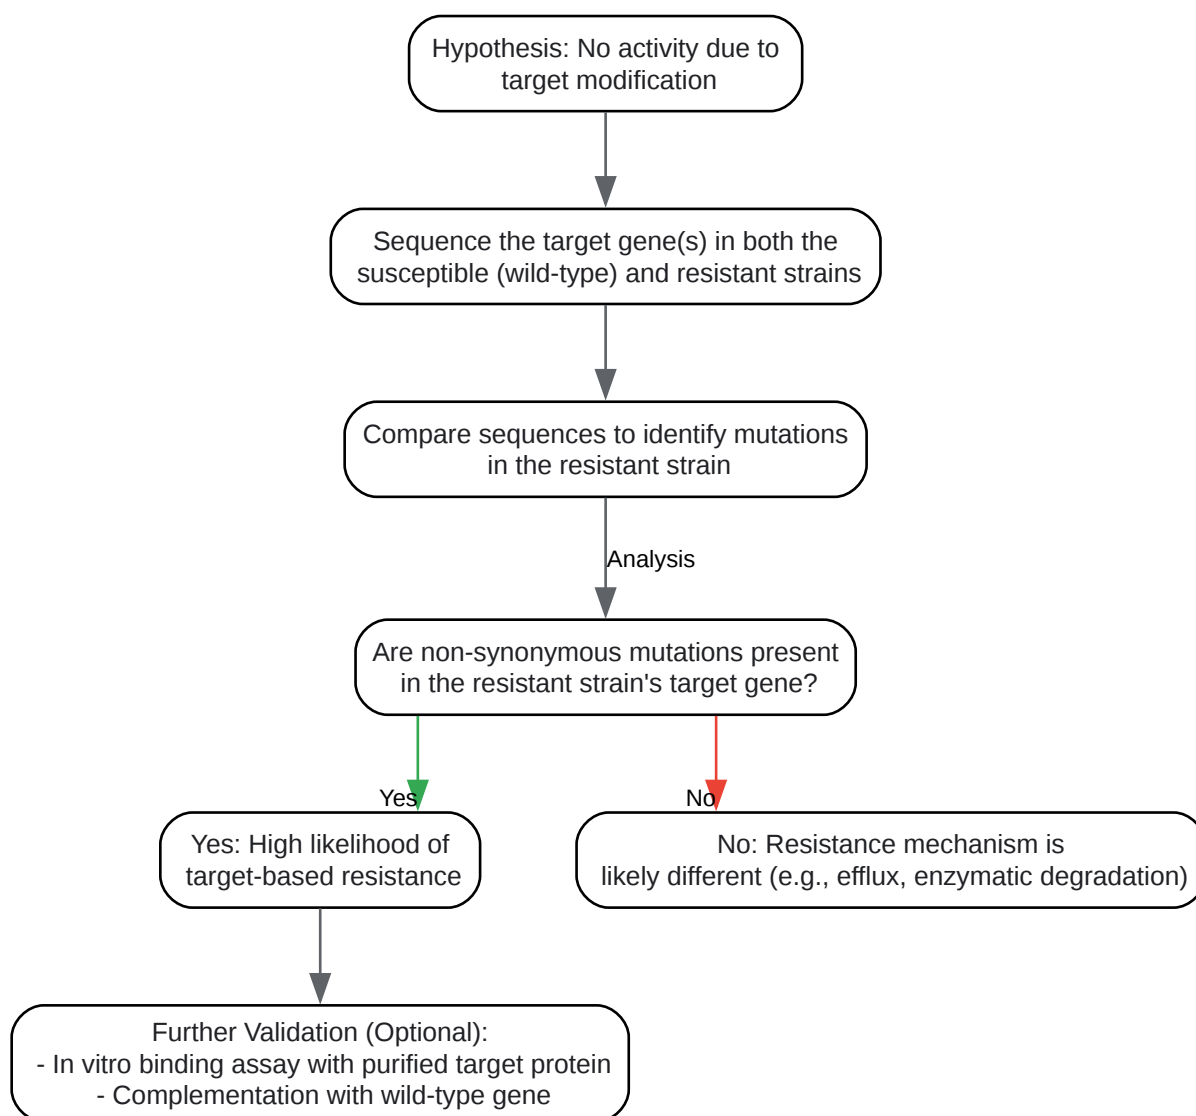 Hypothesis: No activity due to
target modification
Sequence the target gene(s) in both the
susceptible (wild-type) and resistant strains
Compare sequences to identify mutations
in the resistant strain
Analysis
Are non-synonymous mutations present
in the resistant strain's target gene?
Yes
No
Yes: High likelihood of
target-based resistance
No: Resistance mechanism is
likely different (e.g., efflux, enzymatic degradation)
Further Validation (Optional):
- In vitro binding assay with purified target protein
- Complementation with wild-type gene